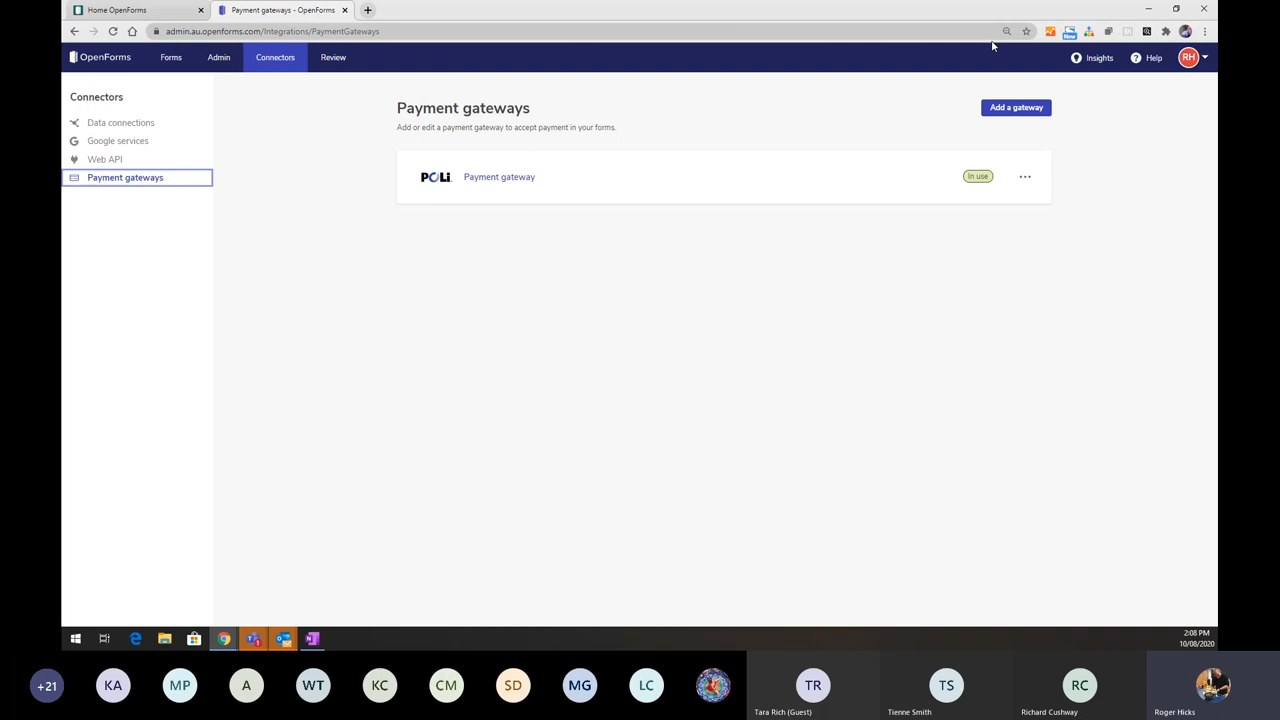 Home OpenForms
Payment gateways - OpenForms
admin.au.openforms.com/Integrations/PaymentGateways
New
OpenForms
Forms
Admin
Connectors
Review
Insights
Help
RH
Connectors
Data connections
Google services
Web API
Payment gateways
Payment gateways
Add or edit a payment gateway to accept payment in your forms.
Add a gateway
POLi
Payment gateway
In use
2:08 PM
10/08/2020
+21
KA
MP
A
WT
KC
CM
SD
MG
LC
TR
TS
RC
Tara Rich (Guest)
Tienne Smith
Richard Cushway
Roger Hicks